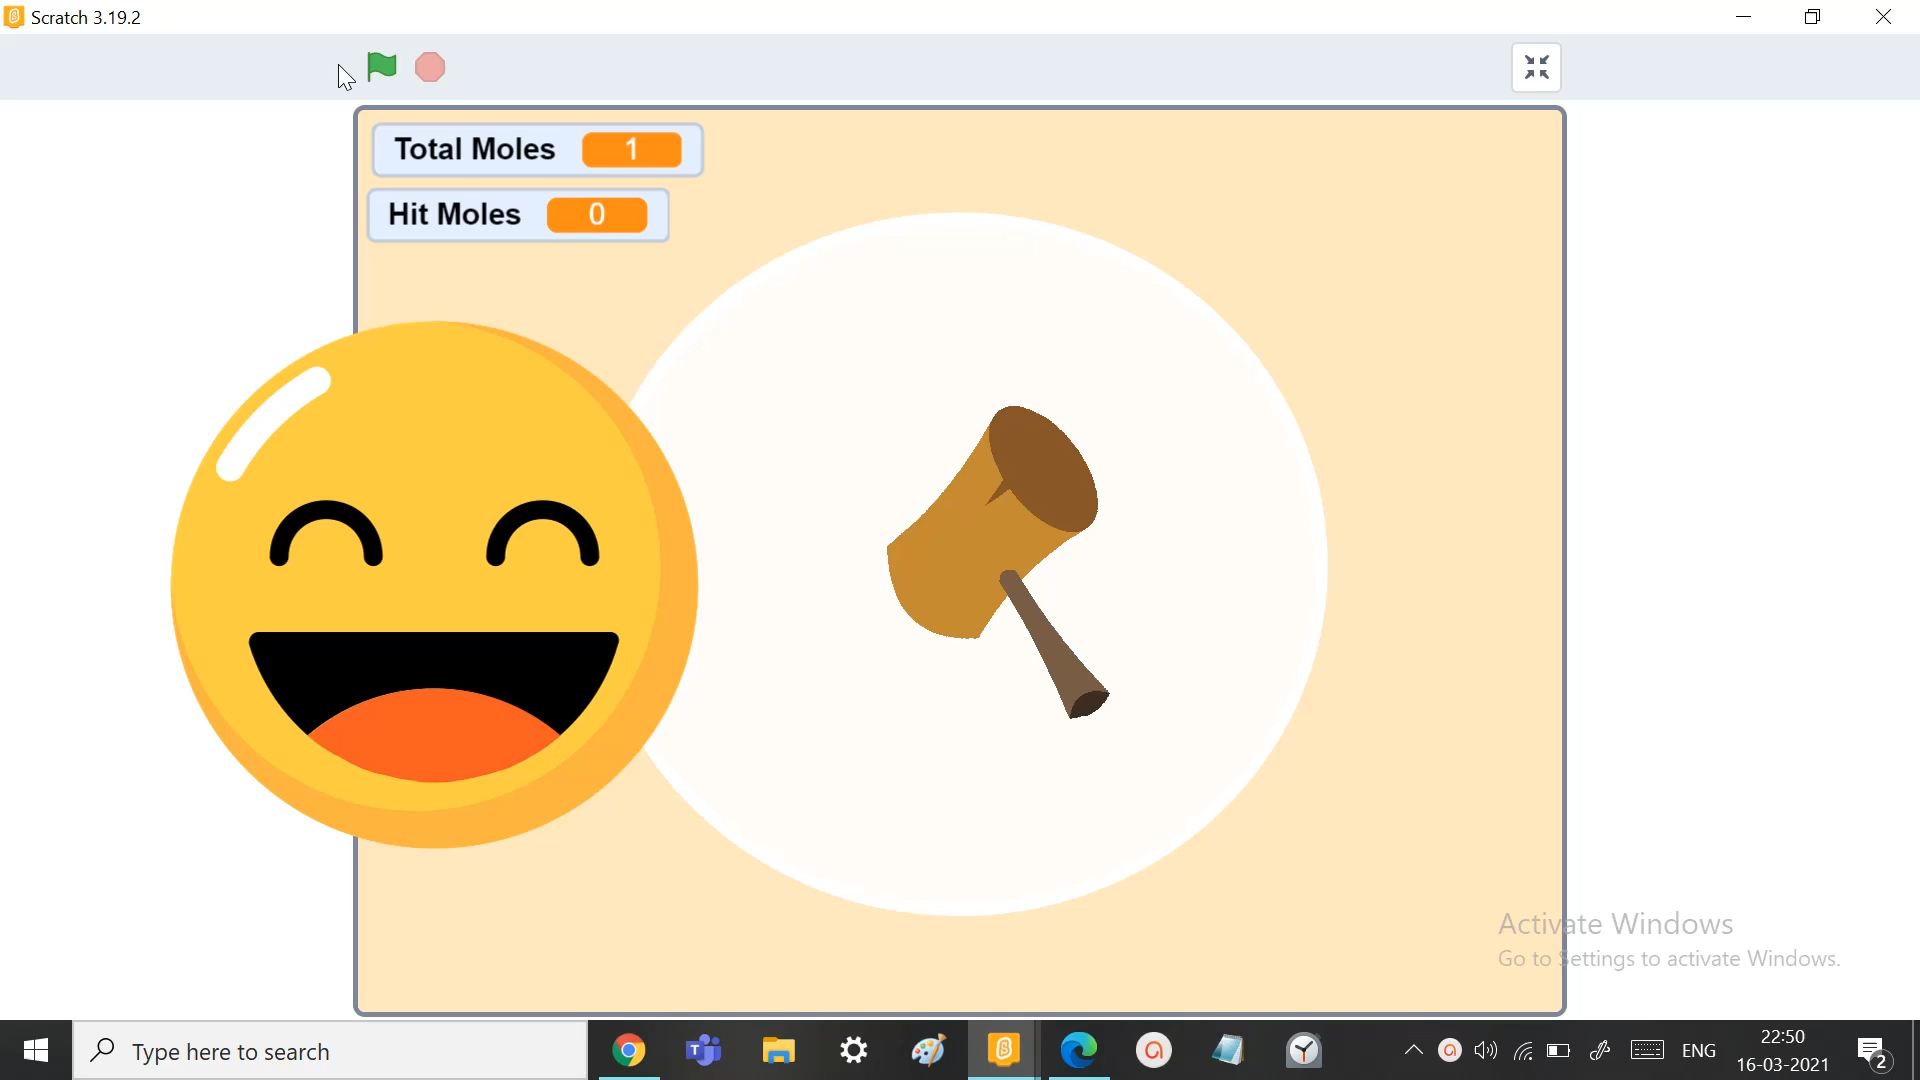 Scratch 3.19.2
Total Moles 1
Hit Moles 0
Activate Windows
Go to Settings to activate Windows.
Type here to search
ENG
22:50
16-03-2021
2